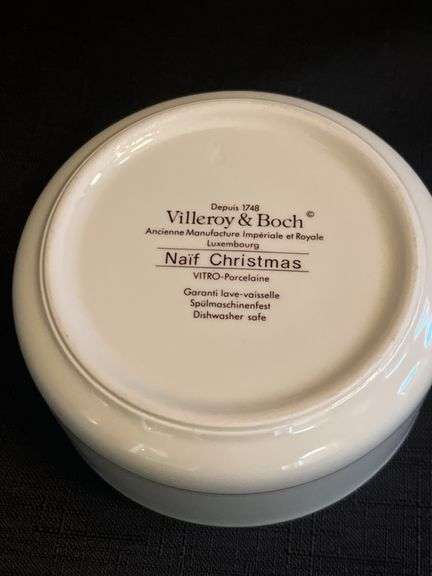 Depuis 1748
Villeroy & Boch©
Ancienne Manufacture Impériale et Royale
Luxembourg
Naïf Christmas
VITRO-Porcelaine
Garanti lave-vaisselle
Spülmaschinenfest
Dishwasher safe